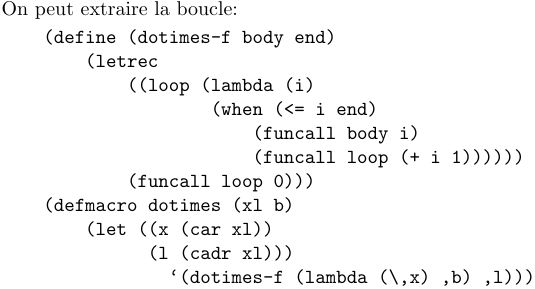 On peut extraire la boucle:
(define (dotimes-f body end)
    (letrec
        ((loop (lambda (i)
                (when (<= i end)
                    (funcall body i)
                    (funcall loop (+ i 1))))))
        (funcall loop 0)))
(defmacro dotimes (xl b)
    (let ((x (car xl))
          (l (cadr xl)))
            ‘(dotimes-f (lambda (\,x) ,b) ,l)))